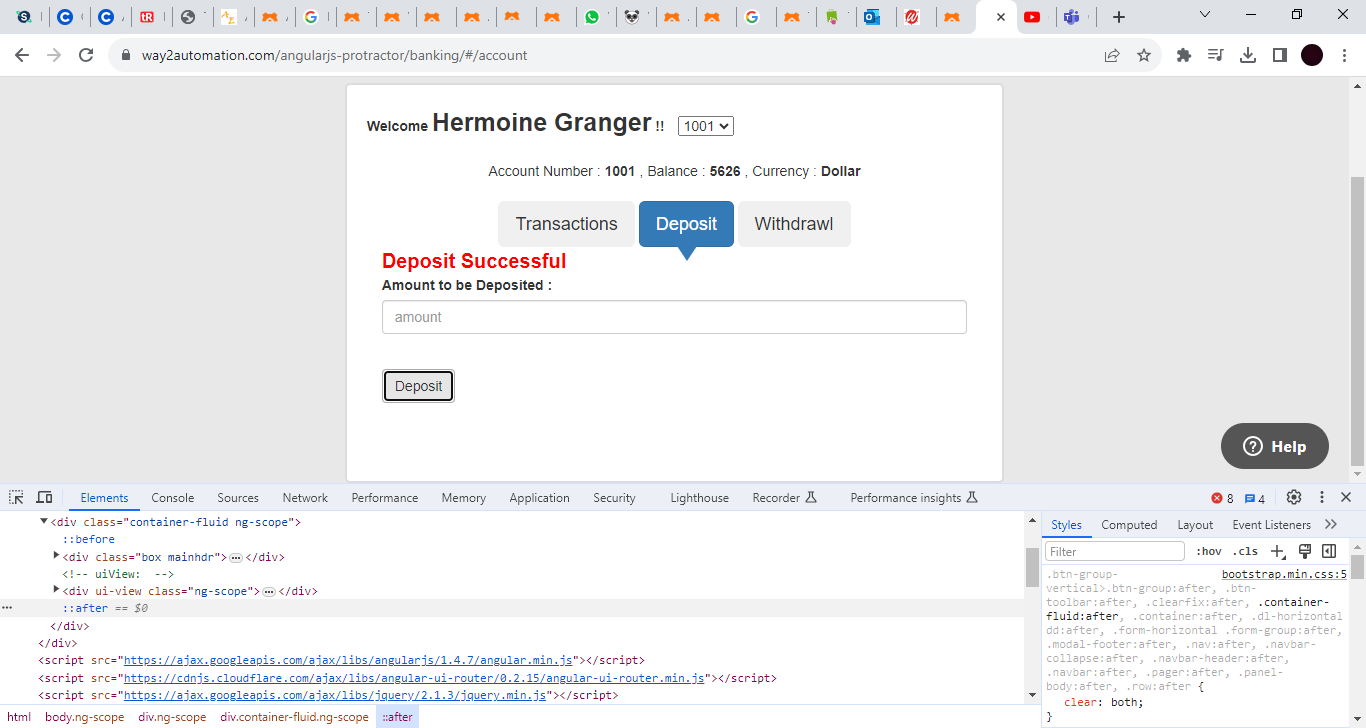 way2automation.com/angularjs-protractor/banking/#/account
Welcome Hermoine Granger !! 1001
Account Number : 1001 , Balance : 5626 , Currency : Dollar
Transactions Deposit Withdrawl
Deposit Successful
Amount to be Deposited :
amount
Deposit
Help
Elements Console Sources Network Performance Memory Application Security Lighthouse Recorder Performance insights 8 4
<div class="container-fluid ng-scope">
::before
<div class="box mainhdr"> </div>
<!-- uiView:  -->
<div ui-view class="ng-scope"> </div>
::after == $0
</div>
</div>
<script src="https://ajax.googleapis.com/ajax/libs/angularjs/1.4.7/angular.min.js"></script>
<script src="https://cdnjs.cloudflare.com/ajax/libs/angular-ui-router/0.2.15/angular-ui-router.min.js"></script>
<script src="https://ajax.googleapis.com/ajax/libs/jquery/2.1.3/jquery.min.js"></script>
html body.ng-scope div.ng-scope div.container-fluid.ng-scope ::after
Styles Computed Layout Event Listeners
Filter :hov .cls
.btn-group- bootstrap.min.css:5
vertical>.btn-group:after, .btn-
toolbar:after, .clearfix:after, .container-
fluid:after, .container:after, .dl-horizontal
dd:after, .form-horizontal .form-group:after,
.modal-footer:after, .nav:after, .navbar-
collapse:after, .navbar-header:after,
.navbar:after, .pager:after, .panel-
body:after, .row:after {
clear: both;
}